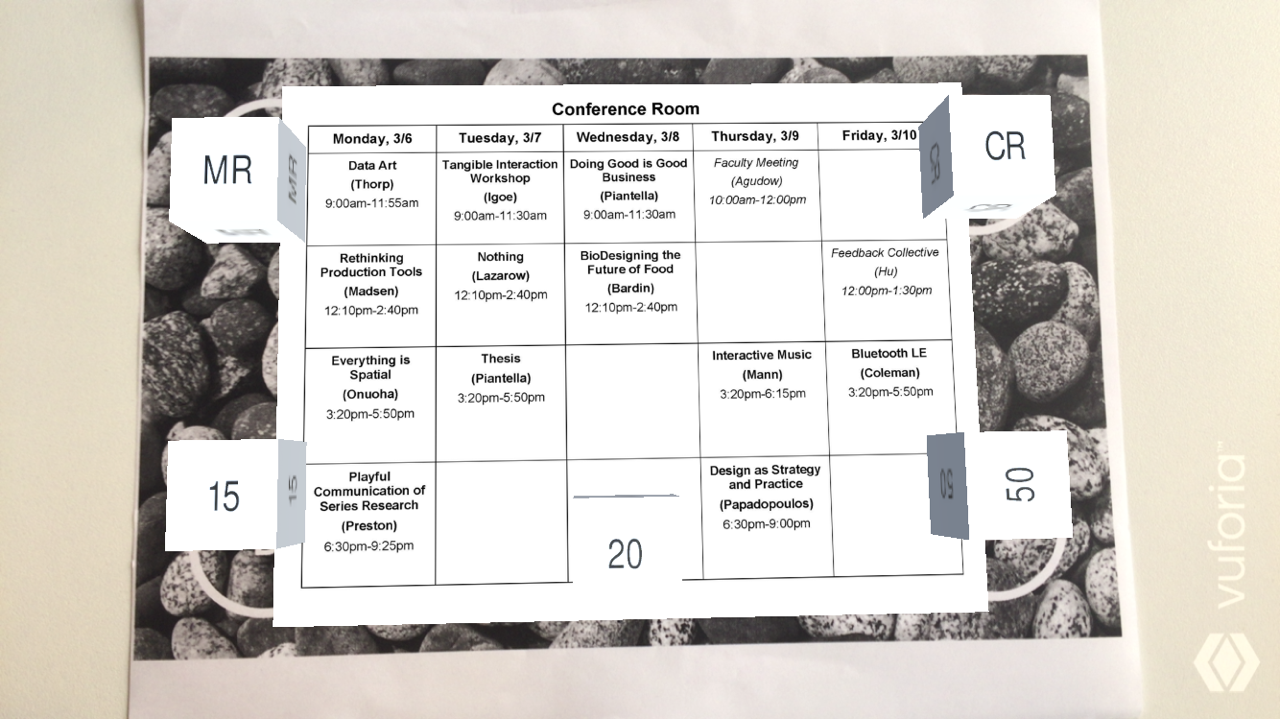 Conference Room
Monday, 3/6
Tuesday, 3/7
Wednesday, 3/8
Thursday, 3/9
Friday, 3/10
Data Art
(Thorp)
9:00am-11:55am
Tangible Interaction
Workshop
(Igoe)
9:00am-11:30am
Doing Good is Good
Business
(Piantella)
9:00am-11:30am
Faculty Meeting
(Agudow)
10:00am-12:00pm
Rethinking
Production Tools
(Madsen)
12:10pm-2:40pm
Nothing
(Lazarow)
12:10pm-2:40pm
BioDesigning the
Future of Food
(Bardin)
12:10pm-2:40pm
Feedback Collective
(Hu)
12:00pm-1:30pm
Everything is
Spatial
(Onuoha)
3:20pm-5:50pm
Thesis
(Piantella)
3:20pm-5:50pm
Interactive Music
(Mann)
3:20pm-6:15pm
Bluetooth LE
(Coleman)
3:20pm-5:50pm
Playful
Communication of
Series Research
(Preston)
6:30pm-9:25pm
Design as Strategy
and Practice
(Papadopoulos)
6:30pm-9:00pm
MR
MR
MR
CR
CR
CR
15
15
20
50
50
vuforia™